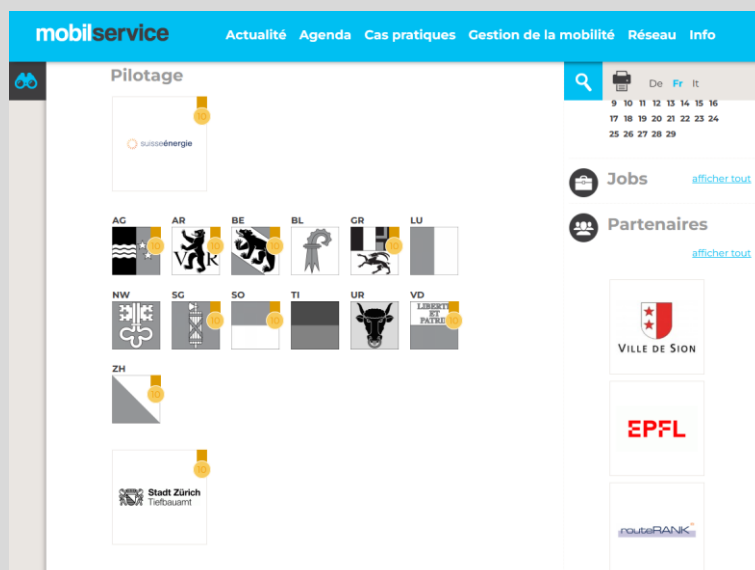 mobilservice
Actualité Agenda Cas pratiques Gestion de la mobilité Réseau Info
Pilotage
10
suisseénergie
AG AR BE BL GR LU
10 10 10 10
V R
NW SG SO TI UR VD
LIBERTÉ
ET
PATRIE
10 10 10
ZH
10
10
Stadt Zürich
Tiefbauamt
De Fr It
9 10 11 12 13 14 15 16
17 18 19 20 21 22 23 24
25 26 27 28 29
Jobs afficher tout
Partenaires
afficher tout
VILLE DE SION
EPFL
routeRANK